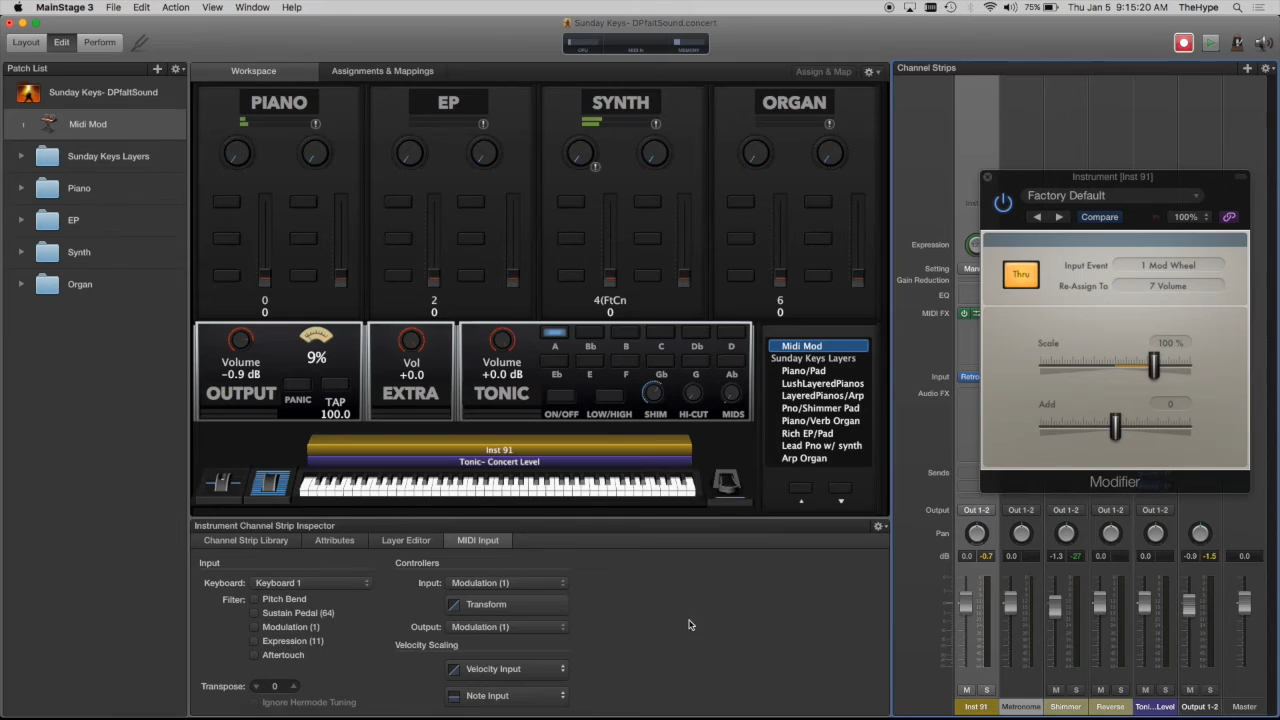 MainStage 3 File Edit Action View Window Help
75% Thu Jan 5 9:15:20 AM TheHype
Sunday Keys- DPfaltSound.concert
Layout Edit Perform
CPU MIDI IN MEMORY
Patch List
Sunday Keys- DPfaltSound
1 Midi Mod
Sunday Keys Layers
Piano
EP
Synth
Organ
Workspace Assignments & Mappings Assign & Map
PIANO EP SYNTH ORGAN
0 2 4(FtCn 6
0 0 0 0
Volume
-0.9 dB
OUTPUT
9%
PANIC
TAP
100.0
Vol
+0.0
EXTRA
Volume
+0.0 dB
TONIC
A Bb B C Db D
Eb E F Gb G Ab
ON/OFF LOW/HIGH SHIM HI-CUT MIDS
Midi Mod
Sunday Keys Layers
Piano/Pad
LushLayeredPianos
LayeredPianos/Arp
Pno/Shimmer Pad
Piano/Verb Organ
Rich EP/Pad
Lead Pno w/ synth
Arp Organ
Inst 91
Tonic- Concert Level
Instrument Channel Strip Inspector
Channel Strip Library Attributes Layer Editor MIDI Input
Input
Keyboard: Keyboard 1
Filter: Pitch Bend
Sustain Pedal (64)
Modulation (1)
Expression (11)
Aftertouch
Transpose: 0
Ignore Hermode Tuning
Controllers
Input: Modulation (1)
Transform
Output: Modulation (1)
Velocity Scaling
Velocity Input
Note Input
Channel Strips
Expression
Setting
Gain Reduction
EQ
MIDI FX
Input
Audio FX
Sends
Output Out 1-2 Out 1-2 Out 1-2 Out 1-2 Out 1-2
Pan
dB 0.0 -0.7 0.0 -1.3 -27 0.0 0.0 -0.9 -1.5 0.0
M S M S M S M S M S M
Inst 91 Metronome Shimmer Reverse Toni...Level Output 1-2 Master
Instrument [Inst 91]
Factory Default
Compare 100%
Thru
Input Event 1 Mod Wheel
Re-Assign To 7 Volume
Scale 100 %
Add 0
Modifier